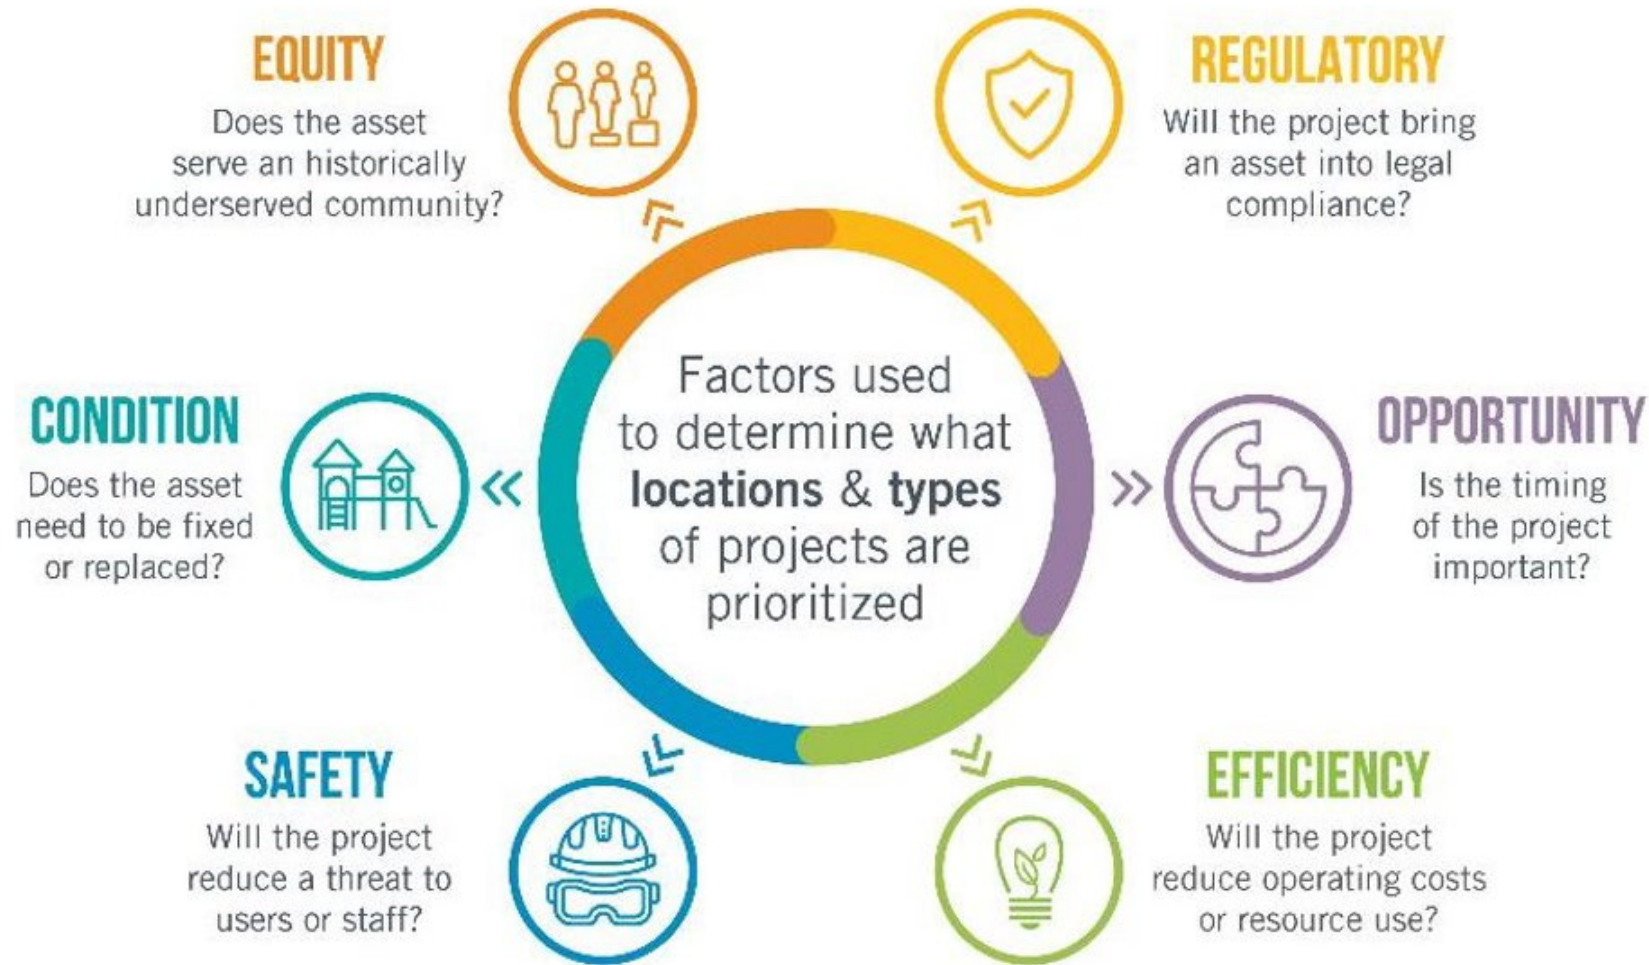 EQUITY
Does the asset
serve an historically
underserved community?
REGULATORY
Will the project bring
an asset into legal
compliance?
CONDITION
Does the asset
need to be fixed
or replaced?
Factors used
to determine what
locations & types
of projects are
prioritized
OPPORTUNITY
Is the timing
of the project
important?
SAFETY
Will the project
reduce a threat to
users or staff?
EFFICIENCY
Will the project
reduce operating costs
or resource use?